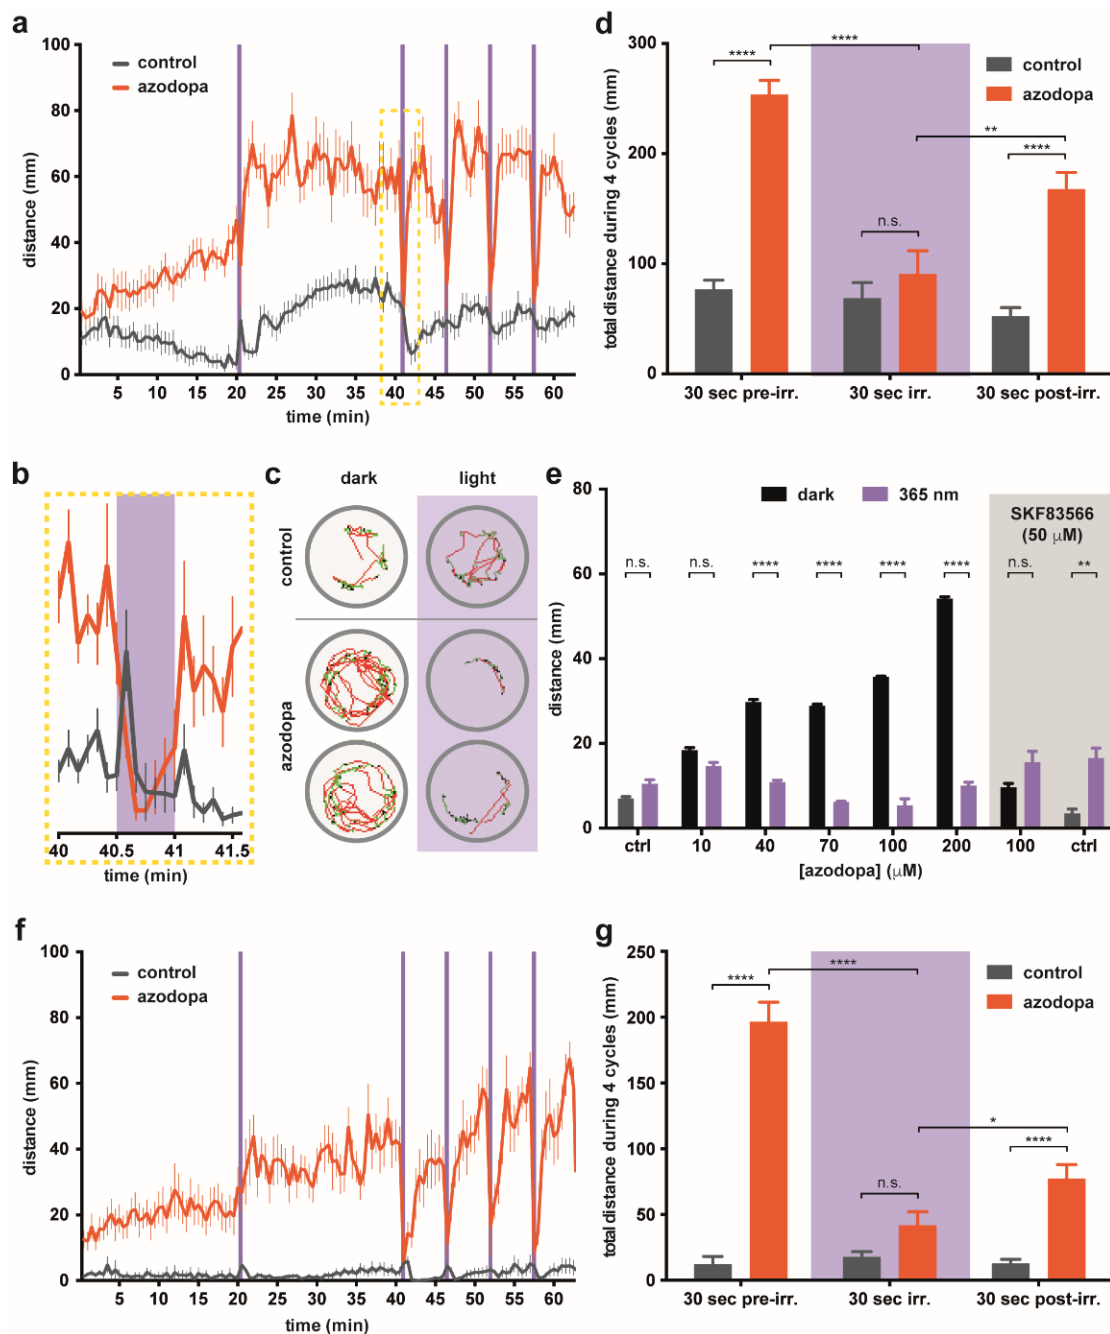 a
100
80
60
40
20
0
distance (mm)
control
azodopa
5 10 15 20 25 30 35 40 45 50 55 60
time (min)
d
300
200
100
0
total distance during 4 cycles (mm)
**** ****
control
azodopa
**
****
n.s.
30 sec pre-irr. 30 sec irr. 30 sec post-irr.
b
40 40.5 41 41.5
time (min)
c
dark light
control
azodopa
e
dark 365 nm
80
60
40
20
0
distance (mm)
SKF83566
(50 μM)
n.s. n.s. **** **** **** **** n.s. **
ctrl 10 40 70 100 200 100 ctrl
[azodopa] (μM)
f
100
80
60
40
20
0
distance (mm)
control
azodopa
5 10 15 20 25 30 35 40 45 50 55 60
time (min)
g
250
200
150
100
50
0
total distance during 4 cycles (mm)
**** ****
control
azodopa
*
****
n.s.
30 sec pre-irr. 30 sec irr. 30 sec post-irr.